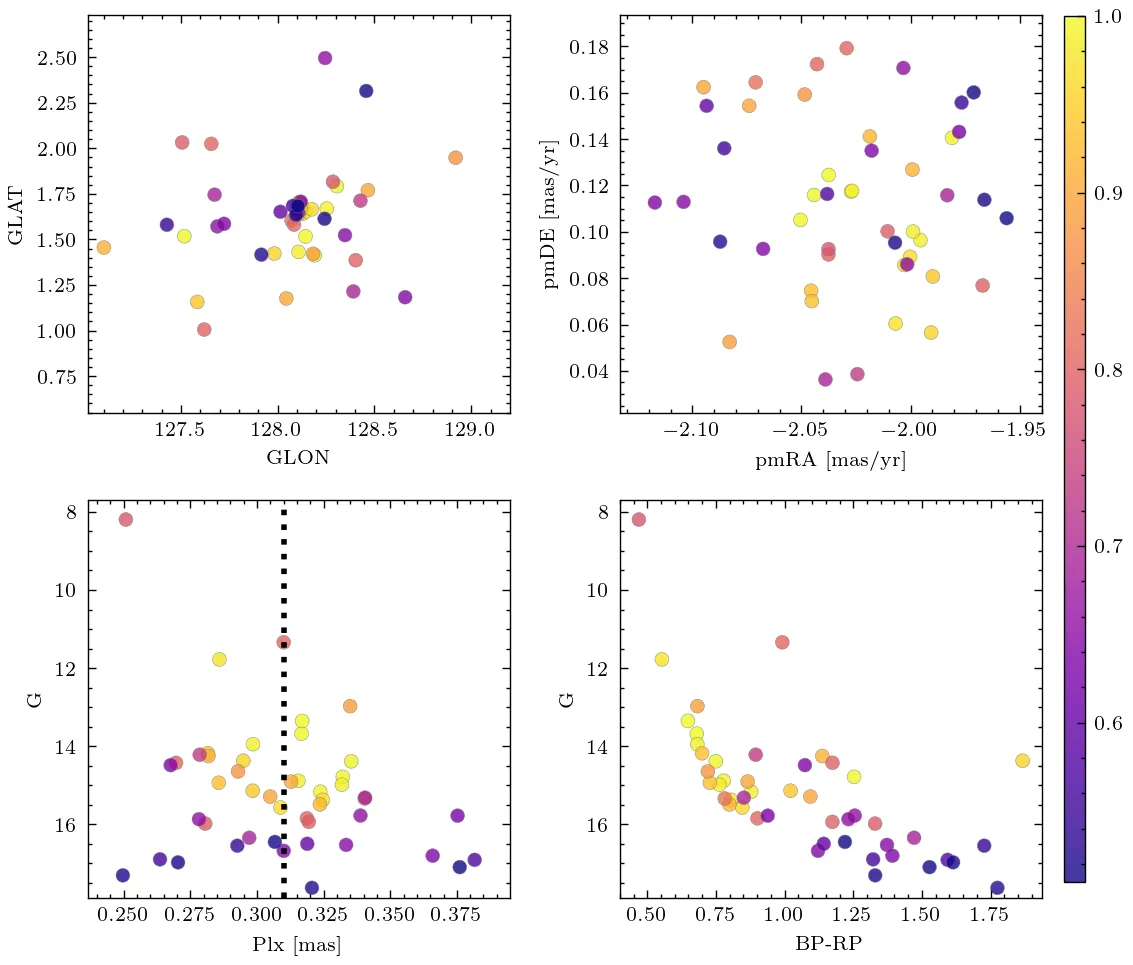 2.50
2.25
2.00
1.75
1.50
1.25
1.00
0.75
GLAT
127.5 128.0 128.5 129.0
GLON
0.18
0.16
0.14
0.12
0.10
0.08
0.06
0.04
pmDE [mas/yr]
−2.10 −2.05 −2.00 −1.95
pmRA [mas/yr]
8
10
12
14
16
G
0.250 0.275 0.300 0.325 0.350 0.375
Plx [mas]
8
10
12
14
16
G
0.50 0.75 1.00 1.25 1.50 1.75
BP-RP
1.0
0.9
0.8
0.7
0.6